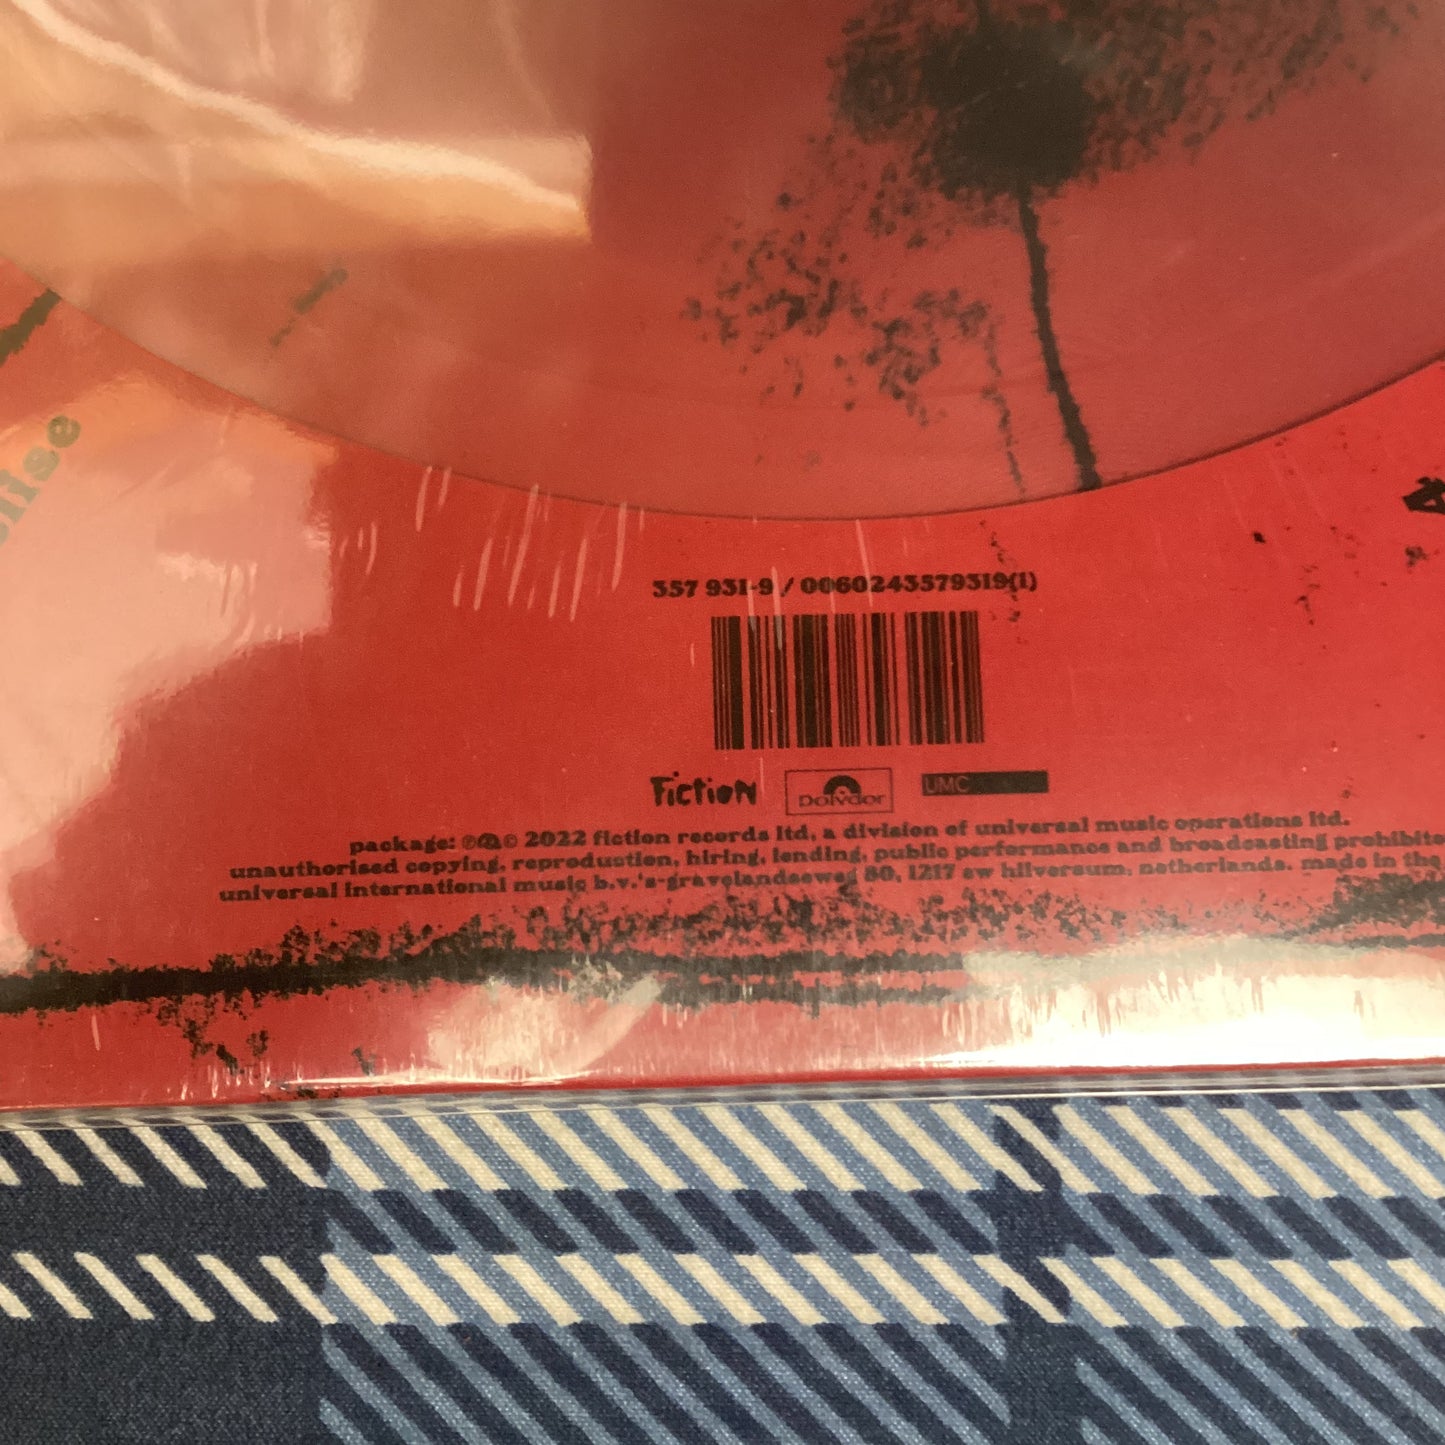 357 931-9 / 00602435793191(1)
Fiction
Polydor
UMC
package: ℗©© 2022 fiction records ltd. a division of universal music operations ltd.
unauthorised copying, reproduction, hiring, lending, public performance and broadcasting
universal international music b.v.'s-gravelandseweg 80, 1217 ew hilversum, netherlands. made in the